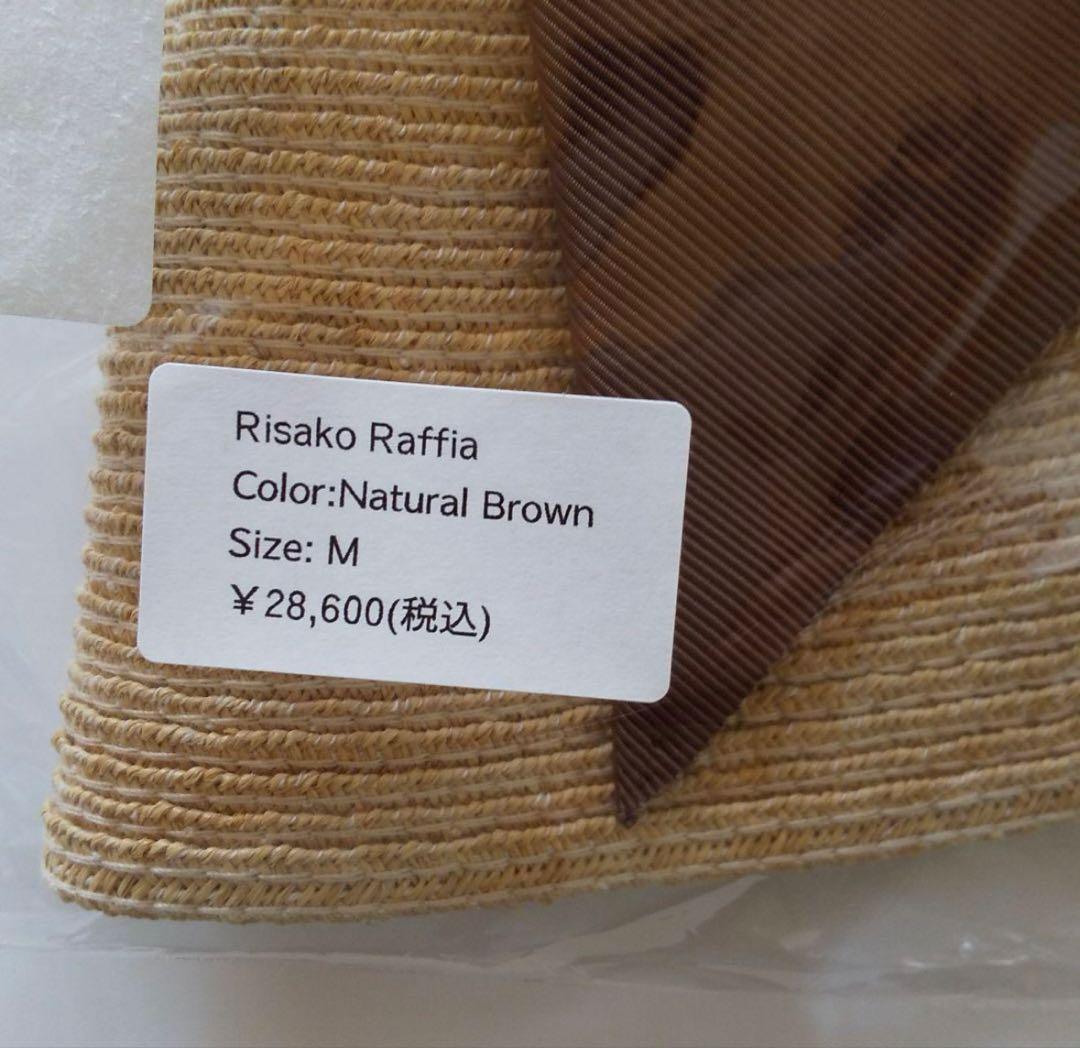 Risako Raffia
Color:Natural Brown
Size: M
¥28,600(税込)